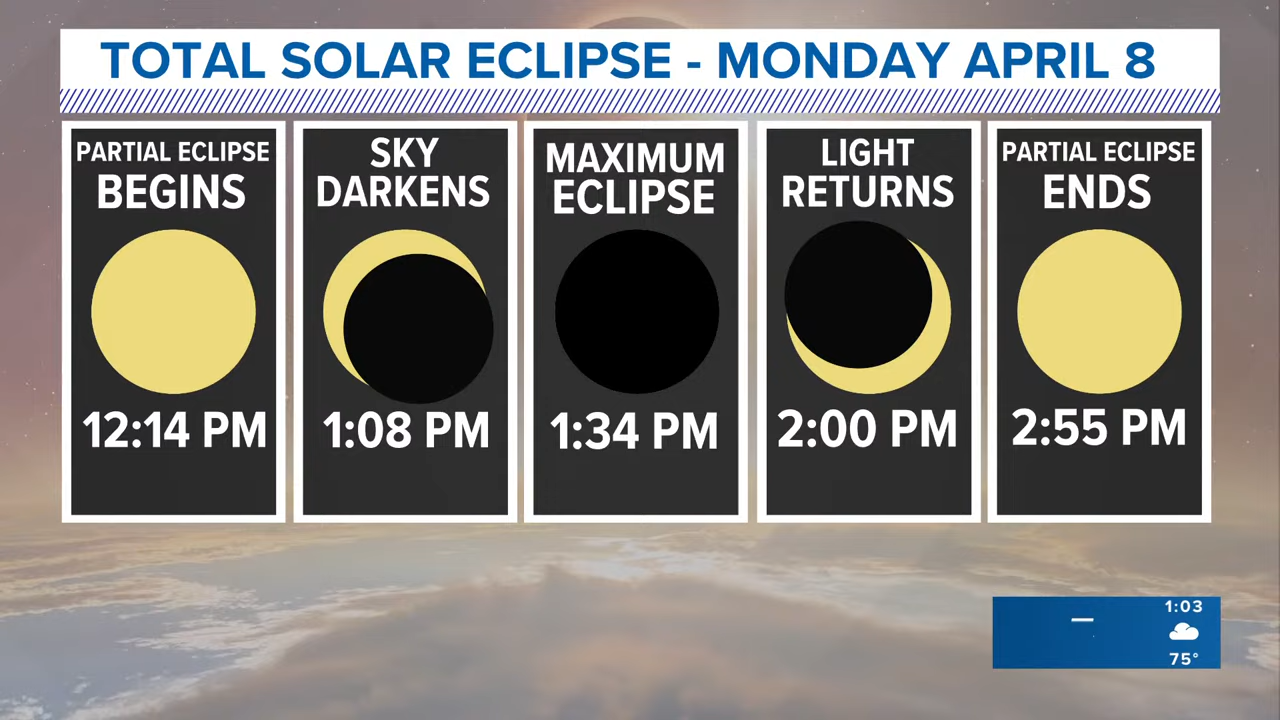 TOTAL SOLAR ECLIPSE - MONDAY APRIL 8
PARTIAL ECLIPSE
BEGINS
12:14 PM
SKY
DARKENS
1:08 PM
MAXIMUM
ECLIPSE
1:34 PM
LIGHT
RETURNS
2:00 PM
PARTIAL ECLIPSE
ENDS
2:55 PM
1:03
75°